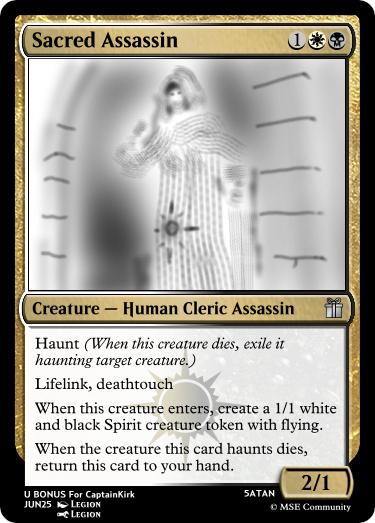 Sacred Assassin 1
Creature — Human Cleric Assassin
Haunt (When this creature dies, exile it
haunting target creature.)
Lifelink, deathtouch
When this creature enters, create a 1/1 white
and black Spirit creature token with flying.
When the creature this card haunts dies,
return this card to your hand.
2/1
U BONUS For CaptainKirk 5ATAN © MSE Community
JUN25 Legion
Legion